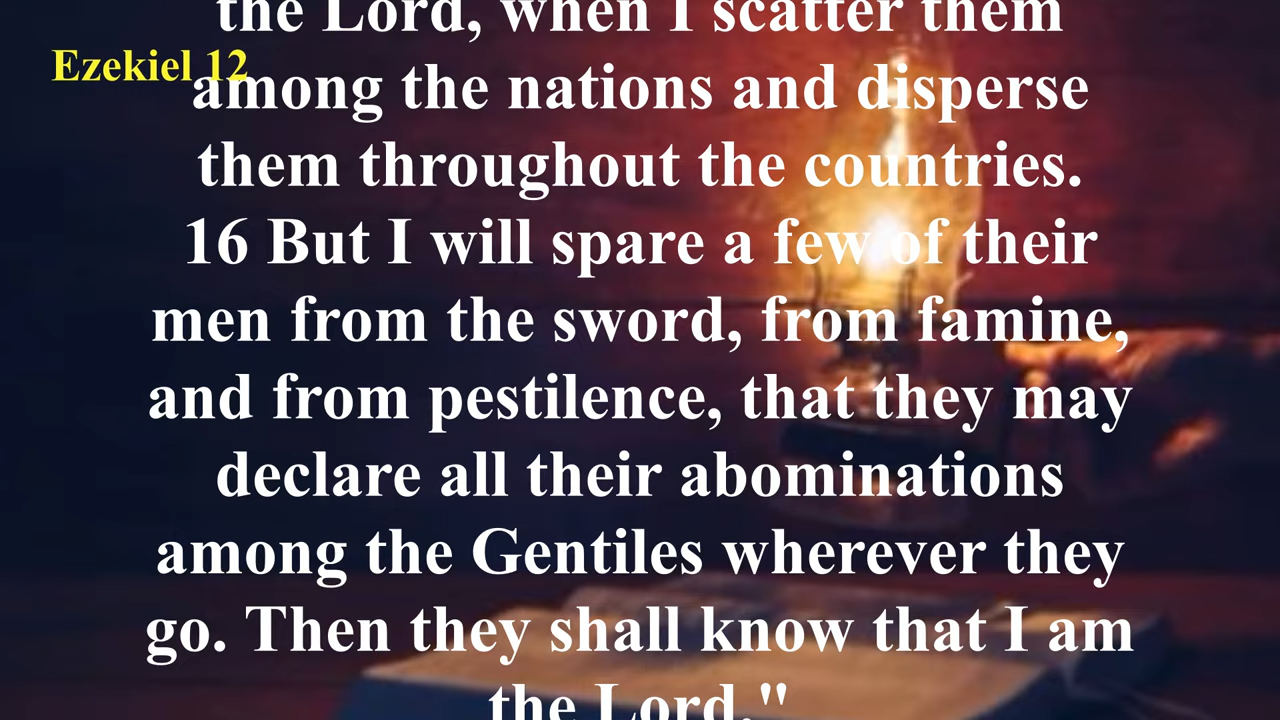 the Lord, when I scatter them
Ezekiel 12
among the nations and disperse
them throughout the countries.
16 But I will spare a few of their
men from the sword, from famine,
and from pestilence, that they may
declare all their abominations
among the Gentiles wherever they
go. Then they shall know that I am
the Lord."